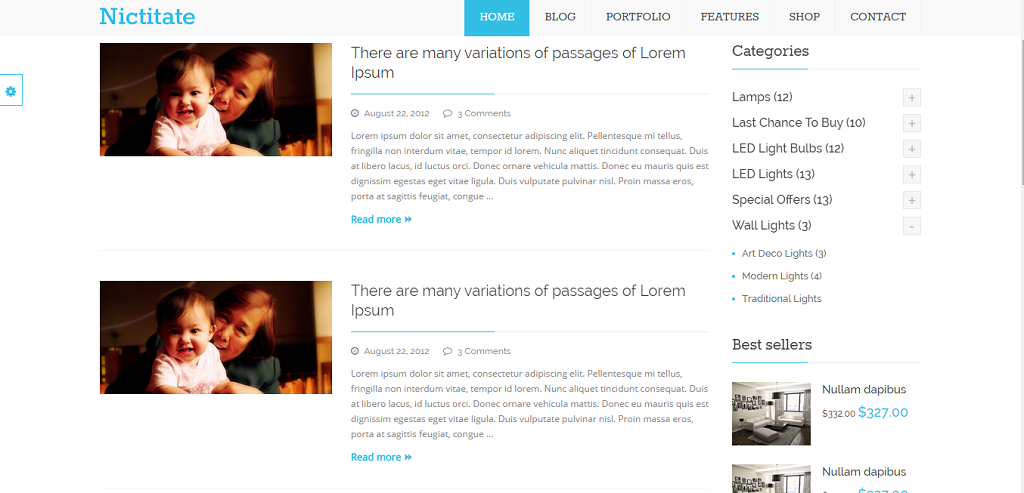 Nictitate
HOME BLOG PORTFOLIO FEATURES SHOP CONTACT
There are many variations of passages of Lorem
Ipsum
August 22, 2012 3 Comments
Lorem ipsum dolor sit amet, consectetur adipiscing elit. Pellentesque mi tellus,
fringilla non interdum vitae, tempor id lorem. Nunc aliquet tincidunt consequat. Duis
at libero lacus, id luctus orci. Donec ornare vehicula mattis. Donec eu mauris quis est
dignissim egestas eget vitae ligula. Duis vulputate pulvinar nisl. Proin massa eros,
porta at sagittis feugiat, congue ...
Read more
There are many variations of passages of Lorem
Ipsum
August 22, 2012 3 Comments
Lorem ipsum dolor sit amet, consectetur adipiscing elit. Pellentesque mi tellus,
fringilla non interdum vitae, tempor id lorem. Nunc aliquet tincidunt consequat. Duis
at libero lacus, id luctus orci. Donec ornare vehicula mattis. Donec eu mauris quis est
dignissim egestas eget vitae ligula. Duis vulputate pulvinar nisl. Proin massa eros,
porta at sagittis feugiat, congue ...
Read more
Categories
Lamps (12) +
Last Chance To Buy (10) +
LED Light Bulbs (12) +
LED Lights (13) +
Special Offers (13) +
Wall Lights (3) -
Art Deco Lights (3)
Modern Lights (4)
Traditional Lights
Best sellers
Nullam dapibus
$332.00 $327.00
Nullam dapibus